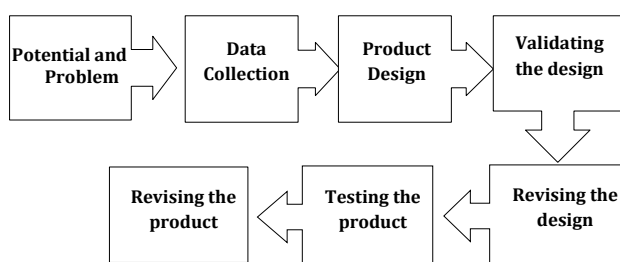 Potential and
Problem
Data
Collection
Product
Design
Validating
the design
Revising the
design
Testing the
product
Revising the
product